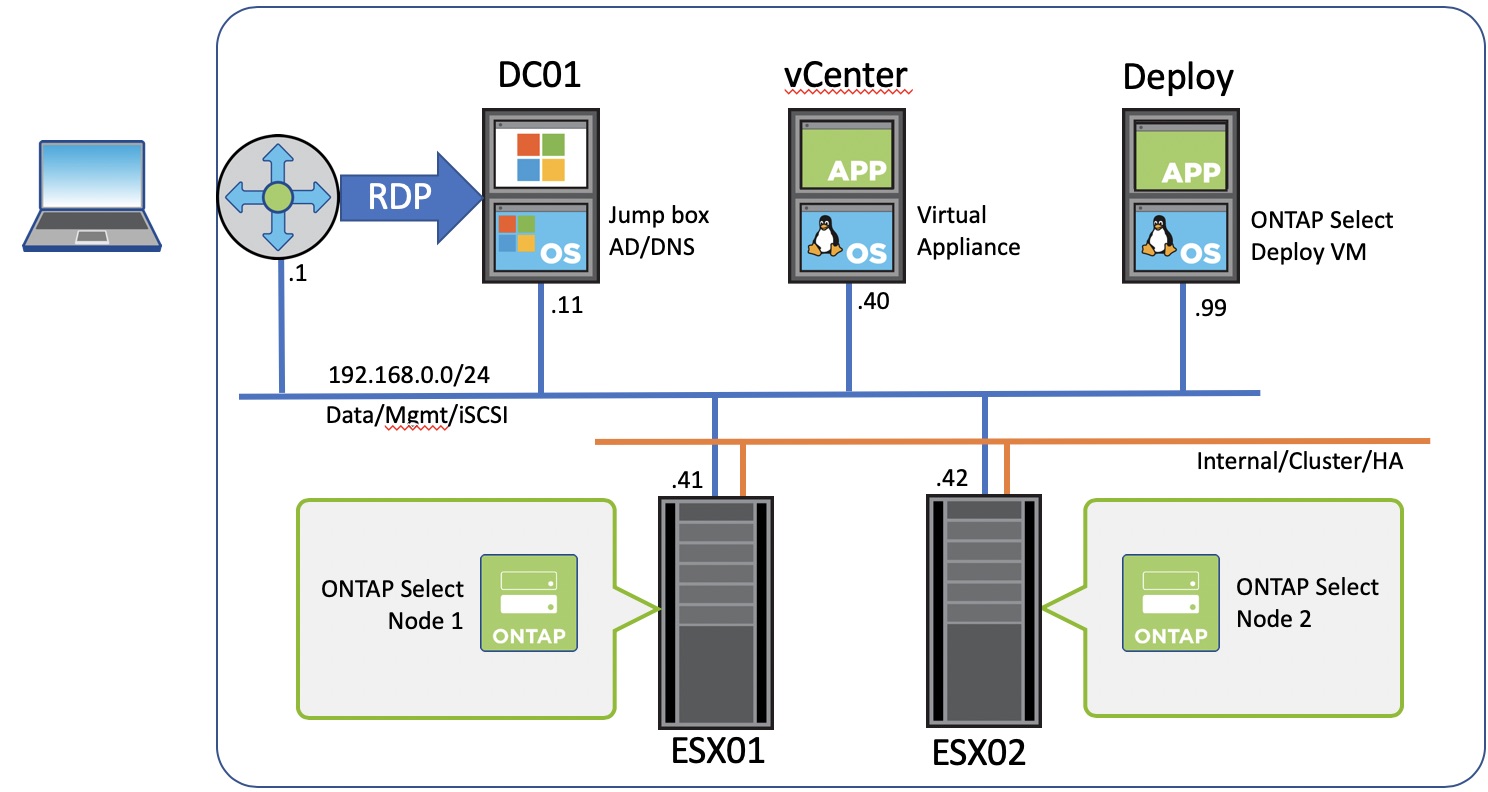 DC01
vCenter
Deploy
RDP
APP
APP
OS
OS
OS
Jump box
AD/DNS
Virtual
Appliance
ONTAP Select
Deploy VM
.1
.11
.40
.99
192.168.0.0/24
Data/Mgmt/iSCSI
Internal/Cluster/HA
.41
.42
ONTAP Select
Node 1
ONTAP
ONTAP
ONTAP Select
Node 2
ESX01
ESX02